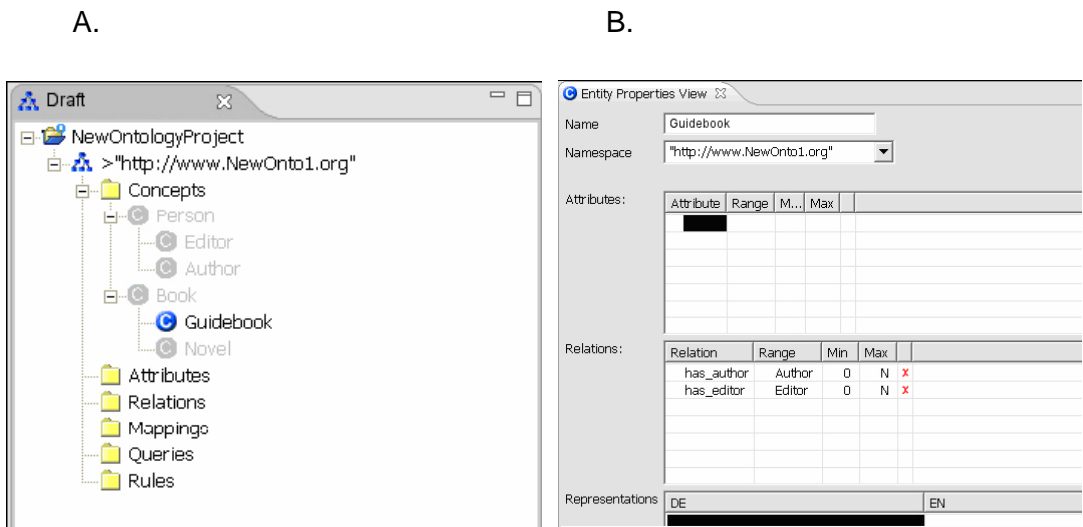 A.
B.
Draft
NewOntologyProject
>"http://www.NewOnto1.org"
Concepts
Person
Editor
Author
Book
Guidebook
Novel
Attributes
Relations
Mappings
Queries
Rules
Entity Properties View
Name Guidebook
Namespace "http://www.NewOnto1.org"
Attributes: Attribute Range M... Max
Relations: Relation Range Min Max
has_author Author 0 N x
has_editor Editor 0 N x
Representations DE EN